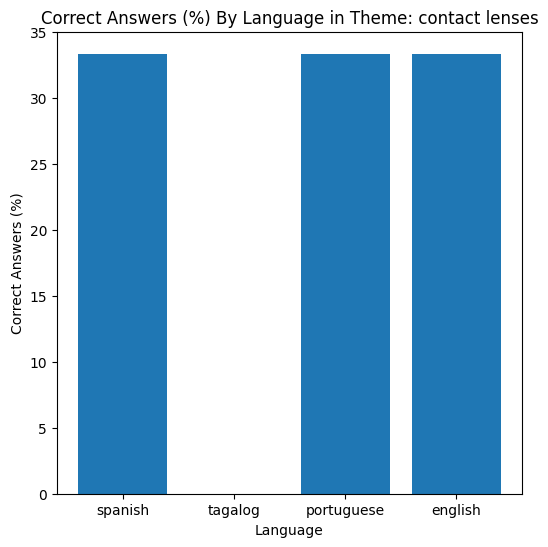 Correct Answers (%) By Language in Theme: contact lenses
Correct Answers (%)
35
30
25
20
15
10
5
0
spanish tagalog portuguese english
Language